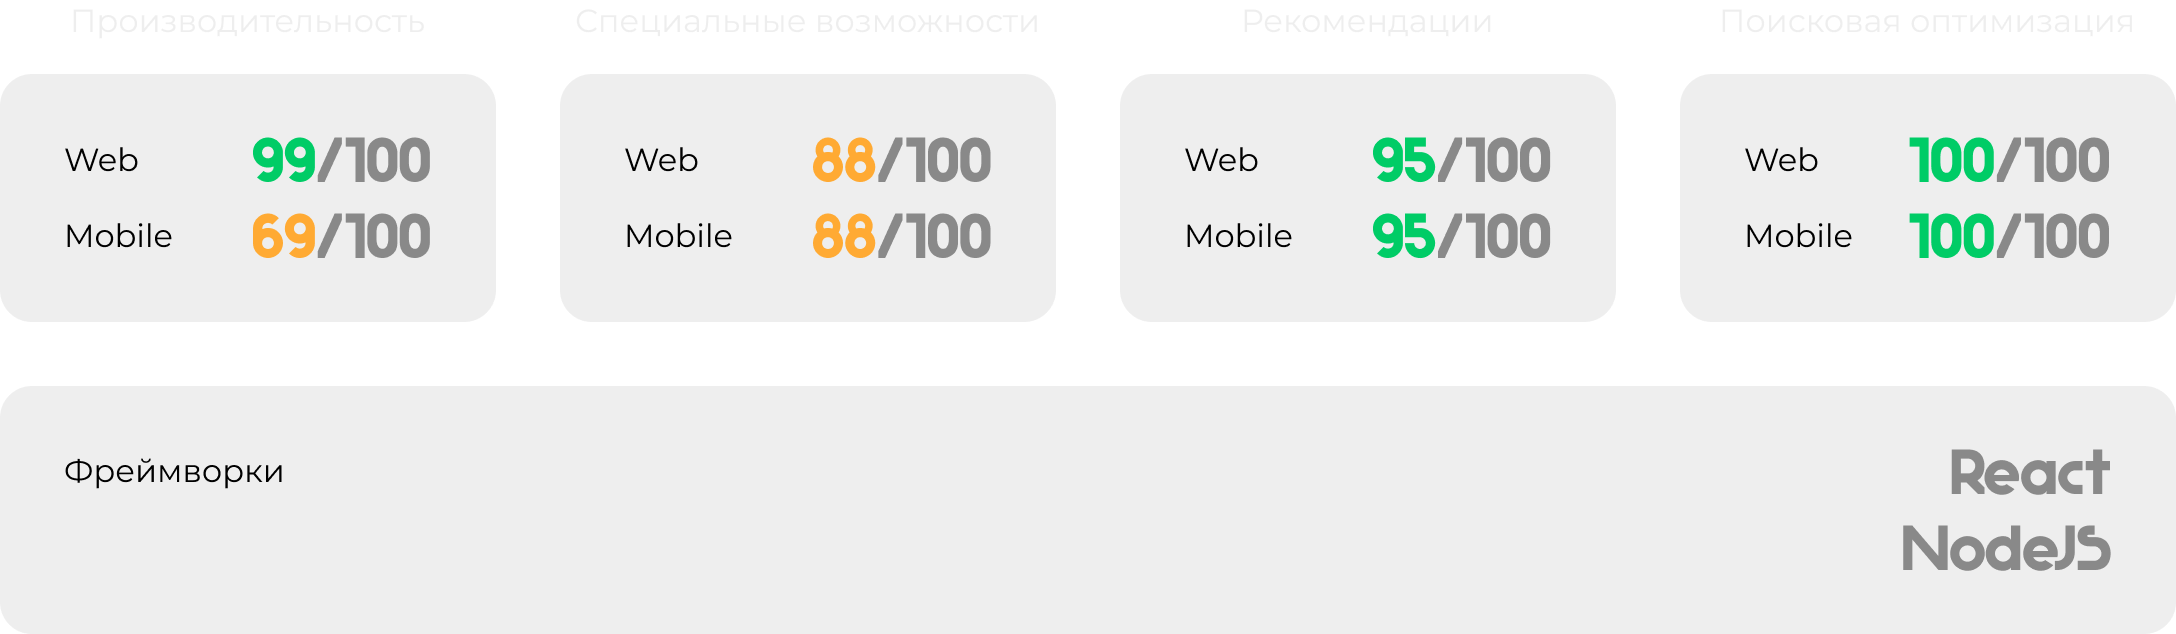 Производительность
Web 99/100
Mobile 69/100
Специальные возможности
Web 88/100
Mobile 88/100
Рекомендации
Web 95/100
Mobile 95/100
Поисковая оптимизация
Web 100/100
Mobile 100/100
Фреймворки
React
NodeJS